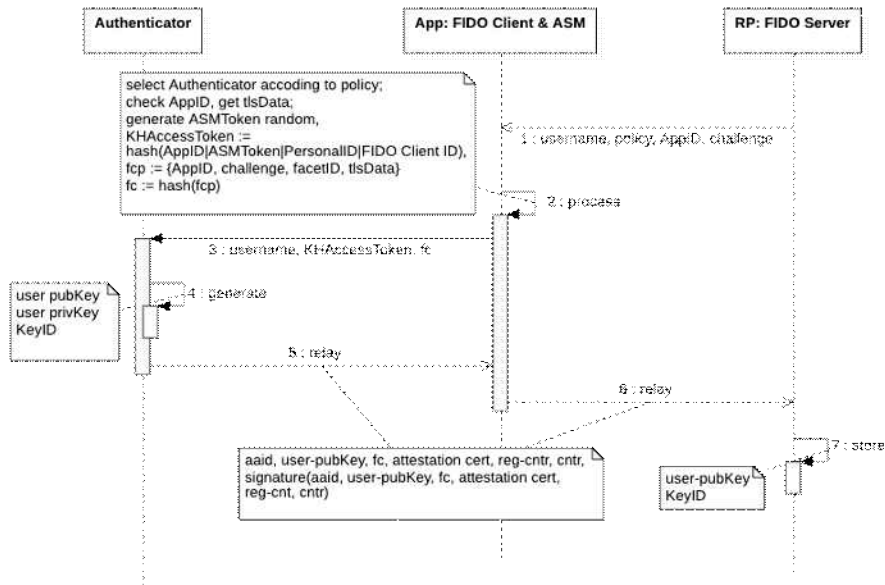 Authenticator
App: FIDO Client & ASM
RP: FIDO Server
select Authenticator accoding to policy;
check AppID, get tlsData;
generate ASMToken random,
KHAccessToken :=
hash(AppID|ASMToken|PersonalID|FIDO Client ID),
fcp := {AppID, challenge, facetID, tlsData}
fc := hash(fcp)
1 : username, policy, AppID, challenge
2 : process
3 : username, KHAccessToken, fc
4 : generate
user pubKey
user privKey
KeyID
5 : relay
6 : relay
7 : store
aaid, user-pubKey, fc, attestation cert, reg-cntr, cntr,
signature(aaid, user-pubKey, fc, attestation cert,
reg-cnt, cntr)
user-pubKey
KeyID